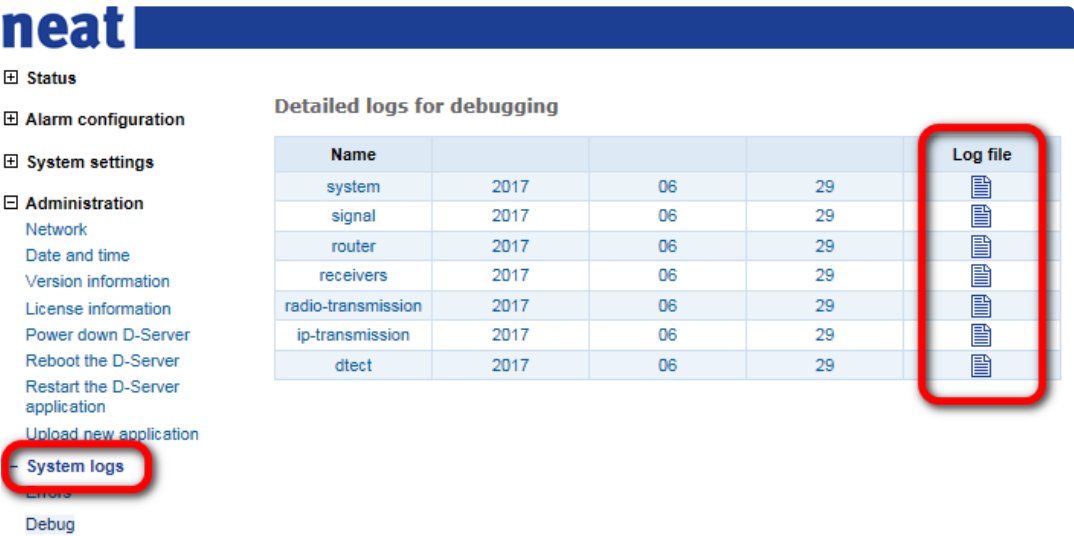 neat
Status
Alarm configuration
System settings
Administration
Network
Date and time
Version information
License information
Power down D-Server
Reboot the D-Server
Restart the D-Server
application
Upload new application
System logs
Errors
Debug
Detailed logs for debugging
Name Log file
system 2017 06 29
signal 2017 06 29
router 2017 06 29
receivers 2017 06 29
radio-transmission 2017 06 29
ip-transmission 2017 06 29
dtect 2017 06 29